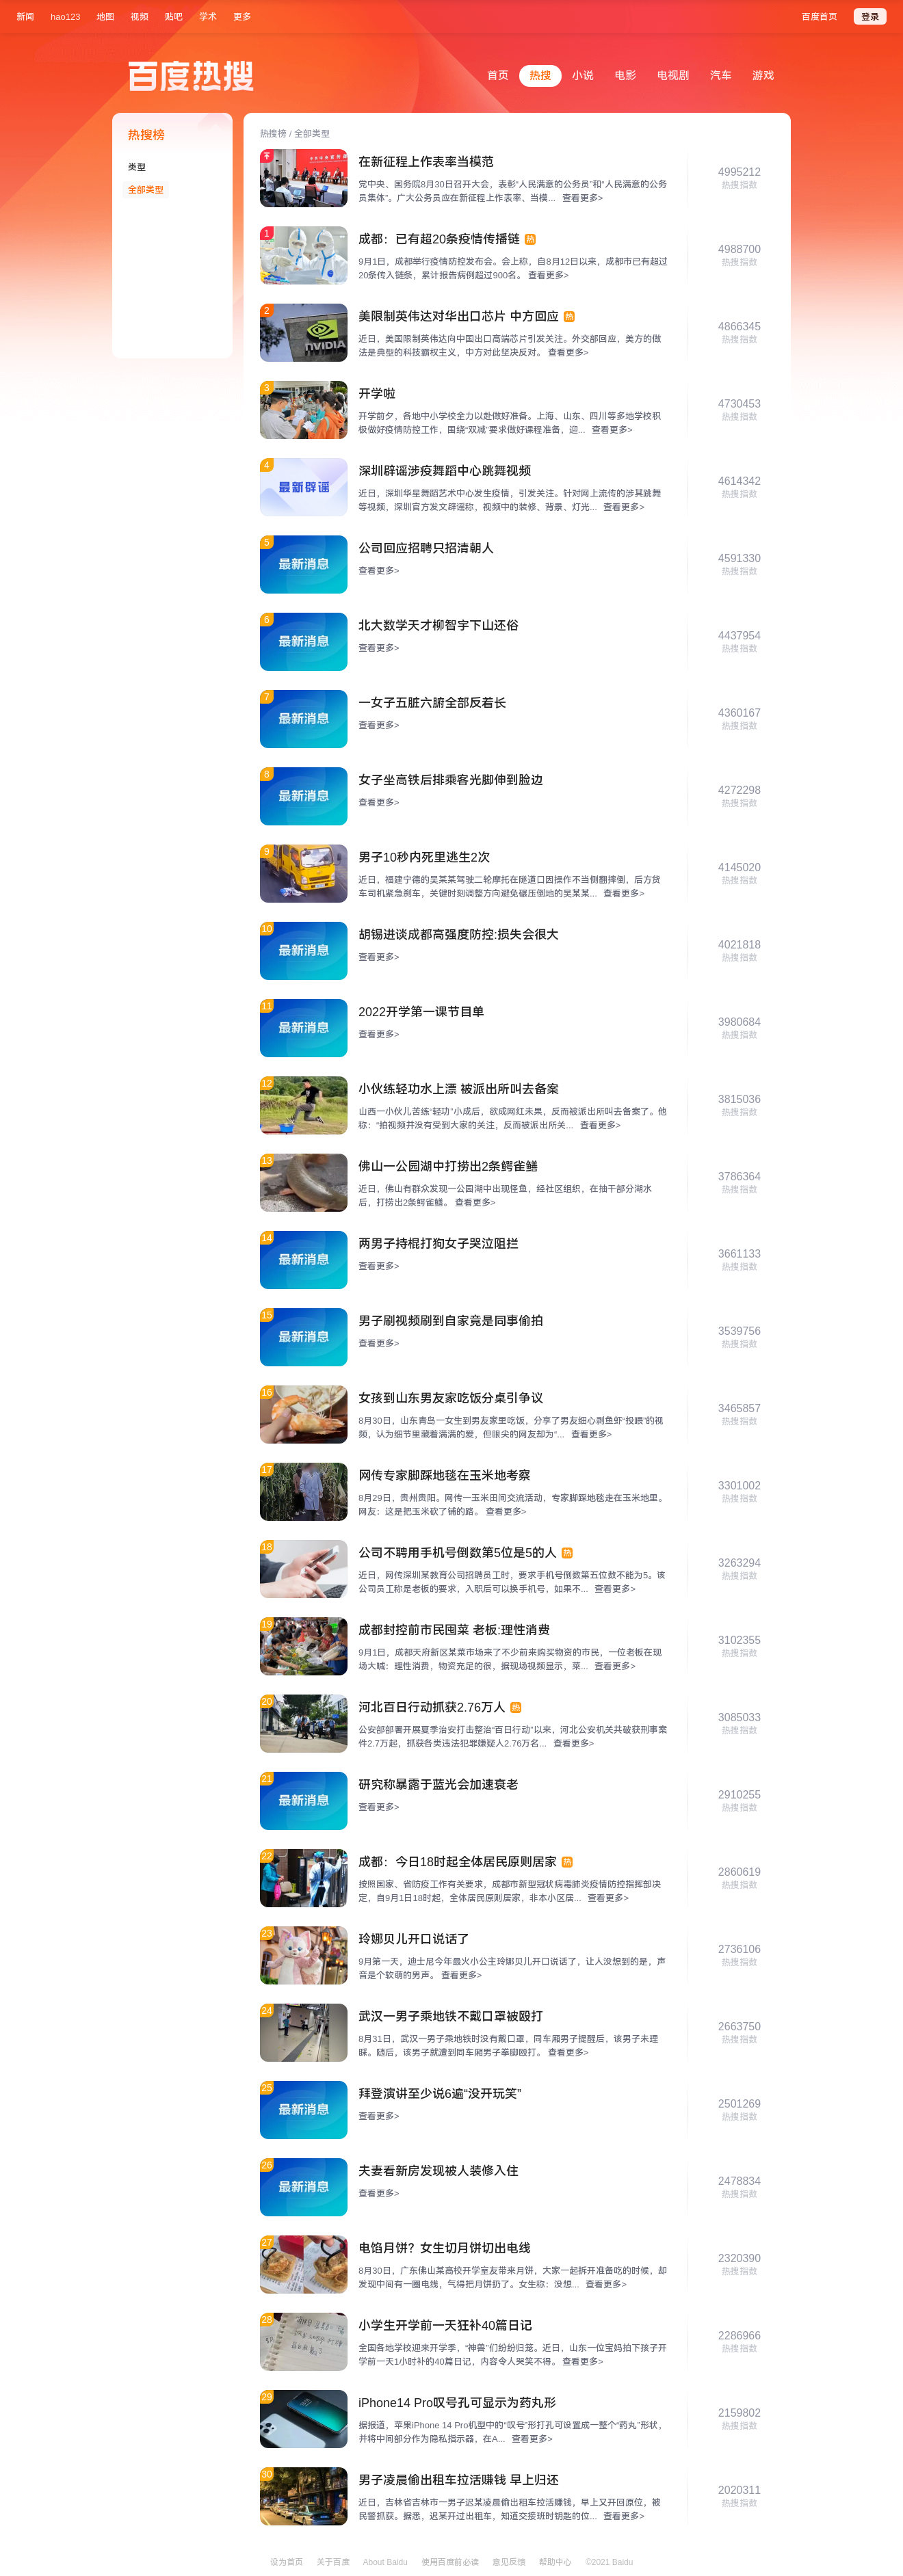 新闻 hao123 地图 视频 贴吧 学术 更多
百度首页 登录
百度热搜
首页 热搜 小说 电影 电视剧 汽车 游戏
热搜榜
类型
全部类型
热搜榜 / 全部类型
在新征程上作表率当模范
党中央、国务院8月30日召开大会，表彰“人民满意的公务员”和“人民满意的公务
员集体”。广大公务员应在新征程上作表率、当模... 查看更多>
4995212
热搜指数
1
成都：已有超20条疫情传播链 热
9月1日，成都举行疫情防控发布会。会上称，自8月12日以来，成都市已有超过
20条传入链条，累计报告病例超过900名。 查看更多>
4988700
热搜指数
2
NVIDIA
美限制英伟达对华出口芯片 中方回应 热
近日，美国限制英伟达向中国出口高端芯片引发关注。外交部回应，美方的做
法是典型的科技霸权主义，中方对此坚决反对。 查看更多>
4866345
热搜指数
3
开学啦
开学前夕，各地中小学校全力以赴做好准备。上海、山东、四川等多地学校积
极做好疫情防控工作，围绕“双减”要求做好课程准备，迎... 查看更多>
4730453
热搜指数
4
最新辟谣
深圳辟谣涉疫舞蹈中心跳舞视频
近日，深圳华星舞蹈艺术中心发生疫情，引发关注。针对网上流传的涉其跳舞
等视频，深圳官方发文辟谣称，视频中的装修、背景、灯光... 查看更多>
4614342
热搜指数
5
最新消息
公司回应招聘只招清朝人
查看更多>
4591330
热搜指数
6
最新消息
北大数学天才柳智宇下山还俗
查看更多>
4437954
热搜指数
7
最新消息
一女子五脏六腑全部反着长
查看更多>
4360167
热搜指数
8
最新消息
女子坐高铁后排乘客光脚伸到脸边
查看更多>
4272298
热搜指数
9
男子10秒内死里逃生2次
近日，福建宁德的吴某某驾驶二轮摩托在隧道口因操作不当侧翻摔倒，后方货
车司机紧急刹车，关键时刻调整方向避免碾压倒地的吴某某... 查看更多>
4145020
热搜指数
10
最新消息
胡锡进谈成都高强度防控:损失会很大
查看更多>
4021818
热搜指数
11
最新消息
2022开学第一课节目单
查看更多>
3980684
热搜指数
12
小伙练轻功水上漂 被派出所叫去备案
山西一小伙儿苦练“轻功”小成后，欲成网红未果，反而被派出所叫去备案了。他
称：“拍视频并没有受到大家的关注，反而被派出所关... 查看更多>
3815036
热搜指数
13
佛山一公园湖中打捞出2条鳄雀鳝
近日，佛山有群众发现一公园湖中出现怪鱼，经社区组织，在抽干部分湖水
后，打捞出2条鳄雀鳝。 查看更多>
3786364
热搜指数
14
最新消息
两男子持棍打狗女子哭泣阻拦
查看更多>
3661133
热搜指数
15
最新消息
男子刷视频刷到自家竟是同事偷拍
查看更多>
3539756
热搜指数
16
女孩到山东男友家吃饭分桌引争议
8月30日，山东青岛一女生到男友家里吃饭，分享了男友细心剥鱼虾“投喂”的视
频，认为细节里藏着满满的爱，但眼尖的网友却为“... 查看更多>
3465857
热搜指数
17
网传专家脚踩地毯在玉米地考察
8月29日，贵州贵阳。网传一玉米田间交流活动，专家脚踩地毯走在玉米地里。
网友：这是把玉米砍了铺的路。 查看更多>
3301002
热搜指数
18
公司不聘用手机号倒数第5位是5的人 热
近日，网传深圳某教育公司招聘员工时，要求手机号倒数第五位数不能为5。该
公司员工称是老板的要求，入职后可以换手机号，如果不... 查看更多>
3263294
热搜指数
19
成都封控前市民囤菜 老板:理性消费
9月1日，成都天府新区某菜市场来了不少前来购买物资的市民，一位老板在现
场大喊：理性消费，物资充足的很，据现场视频显示，菜... 查看更多>
3102355
热搜指数
20
河北百日行动抓获2.76万人 热
公安部部署开展夏季治安打击整治“百日行动”以来，河北公安机关共破获刑事案
件2.7万起，抓获各类违法犯罪嫌疑人2.76万名... 查看更多>
3085033
热搜指数
21
最新消息
研究称暴露于蓝光会加速衰老
查看更多>
2910255
热搜指数
22
成都：今日18时起全体居民原则居家 热
按照国家、省防疫工作有关要求，成都市新型冠状病毒肺炎疫情防控指挥部决
定，自9月1日18时起，全体居民原则居家，非本小区居... 查看更多>
2860619
热搜指数
23
玲娜贝儿开口说话了
9月第一天，迪士尼今年最火小公主玲娜贝儿开口说话了，让人没想到的是，声
音是个软萌的男声。 查看更多>
2736106
热搜指数
24
武汉一男子乘地铁不戴口罩被殴打
8月31日，武汉一男子乘地铁时没有戴口罩，同车厢男子提醒后，该男子未理
睬。随后，该男子就遭到同车厢男子拳脚殴打。 查看更多>
2663750
热搜指数
25
最新消息
拜登演讲至少说6遍“没开玩笑”
查看更多>
2501269
热搜指数
26
最新消息
夫妻看新房发现被人装修入住
查看更多>
2478834
热搜指数
27
电馅月饼？女生切月饼切出电线
8月30日，广东佛山某高校开学室友带来月饼，大家一起拆开准备吃的时候，却
发现中间有一圈电线，气得把月饼扔了。女生称：没想... 查看更多>
2320390
热搜指数
28
小学生开学前一天狂补40篇日记
全国各地学校迎来开学季，“神兽”们纷纷归笼。近日，山东一位宝妈拍下孩子开
学前一天1小时补的40篇日记，内容令人哭笑不得。 查看更多>
2286966
热搜指数
29
iPhone14 Pro叹号孔可显示为药丸形
据报道，苹果iPhone 14 Pro机型中的“叹号”形打孔可设置成一整个“药丸”形状，
并将中间部分作为隐私指示器，在A... 查看更多>
2159802
热搜指数
30
男子凌晨偷出租车拉活赚钱 早上归还
近日，吉林省吉林市一男子迟某凌晨偷出租车拉活赚钱，早上又开回原位，被
民警抓获。据悉，迟某开过出租车，知道交接班时钥匙的位... 查看更多>
2020311
热搜指数
设为首页 关于百度 About Baidu 使用百度前必读 意见反馈 帮助中心 ©2021 Baidu